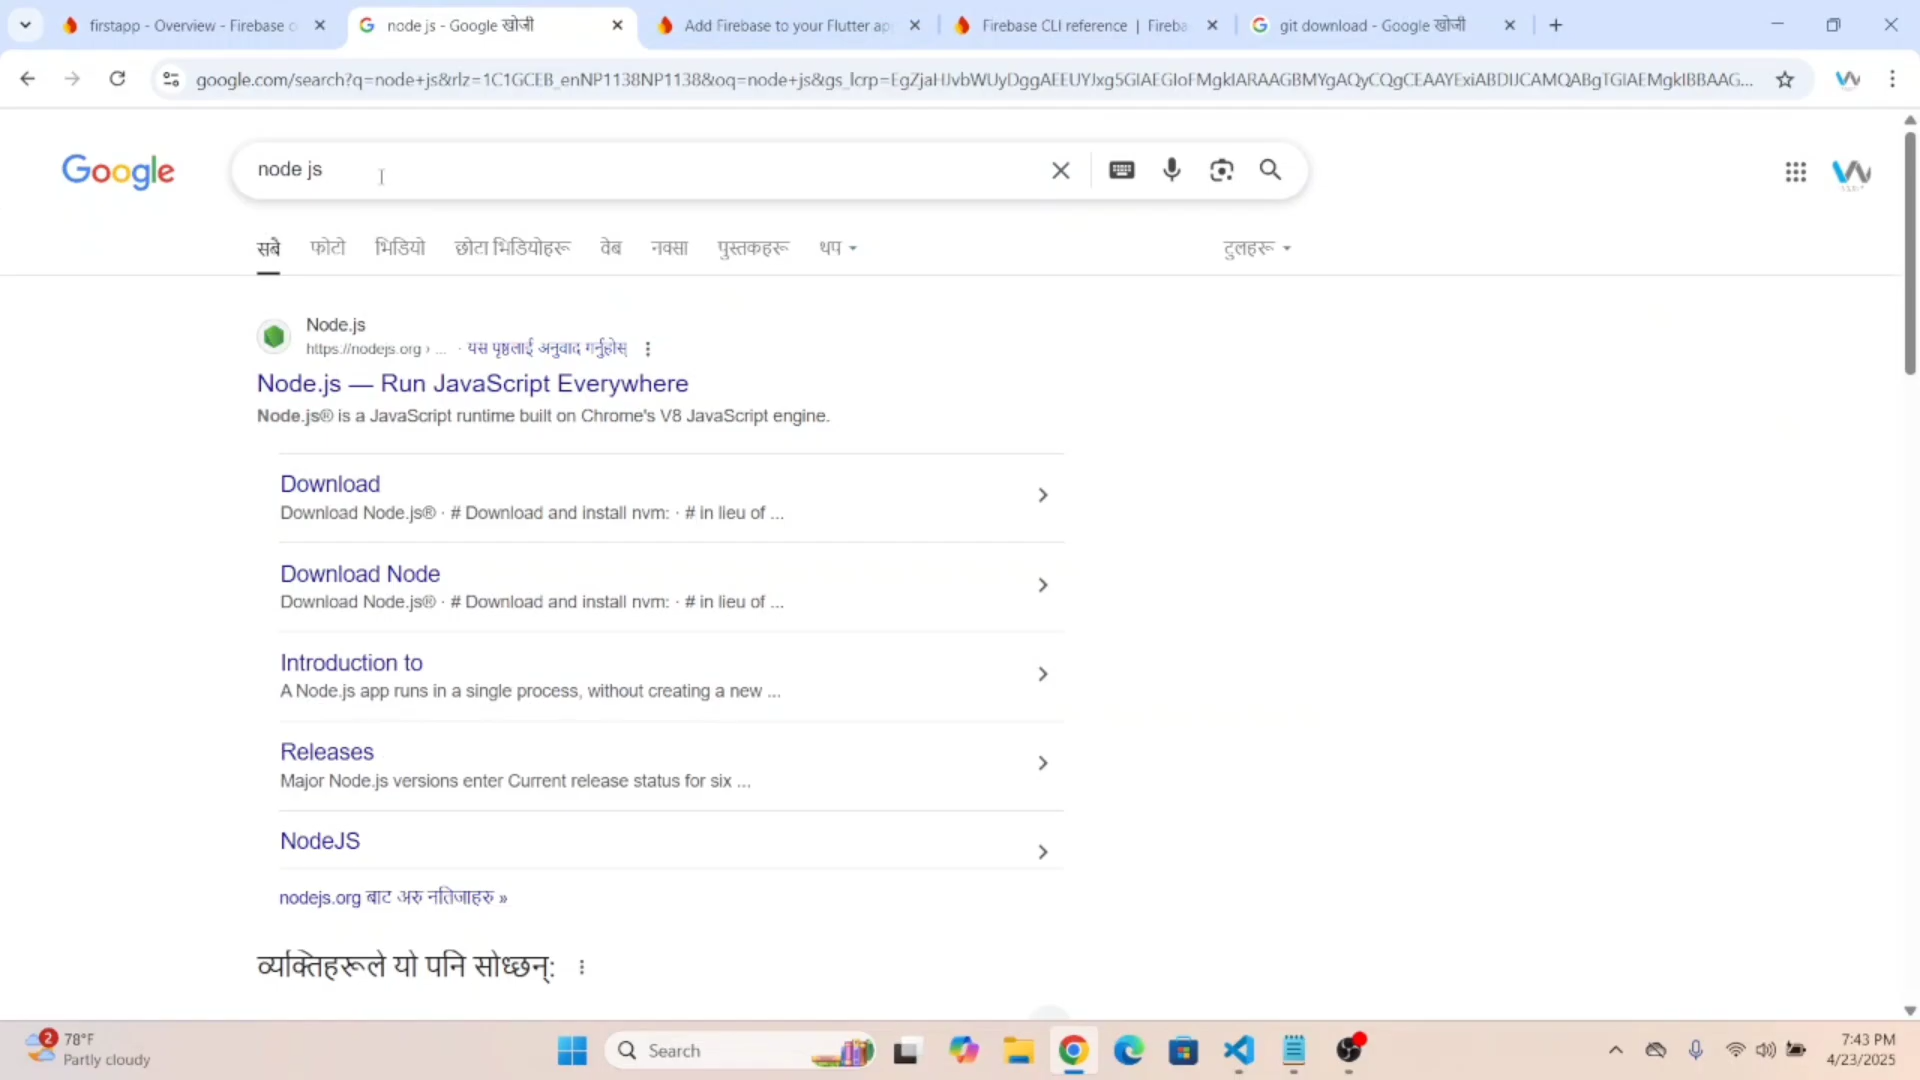 firstapp - Overview - Firebase c
node js - Google खोजी
Add Firebase to your Flutter ap
Firebase CLI reference | Fireba
git download - Google खोजी
google.com/search?q=node+js&rlz=1C1GCEB_enNP1138NP1138&oq=node+js&gs_lcrp=
Google
node js
सबै
फोटो
भिडियो
छोटा भिडियोहरू
वेब
नक्सा
पुस्तकहरू
थप
टुलहरू
Node.js
https://nodejs.org › ... · यस पृष्ठलाई अनुवाद गर्नुहोस्
Node.js — Run JavaScript Everywhere
Node.js® is a JavaScript runtime built on Chrome's V8 JavaScript engine.
Download
Download Node.js® · # Download and install nvm: · # in lieu of ...
Download Node
Download Node.js® · # Download and install nvm: · # in lieu of ...
Introduction to
A Node.js app runs in a single process, without creating a new ...
Releases
Major Node.js versions enter Current release status for six ...
NodeJS
nodejs.org बाट अरु नतिजाहरु »
व्यक्तिहरूले यो पनि सोध्छन्:
2
78°F
Partly cloudy
Search
7:43 PM
4/23/2025